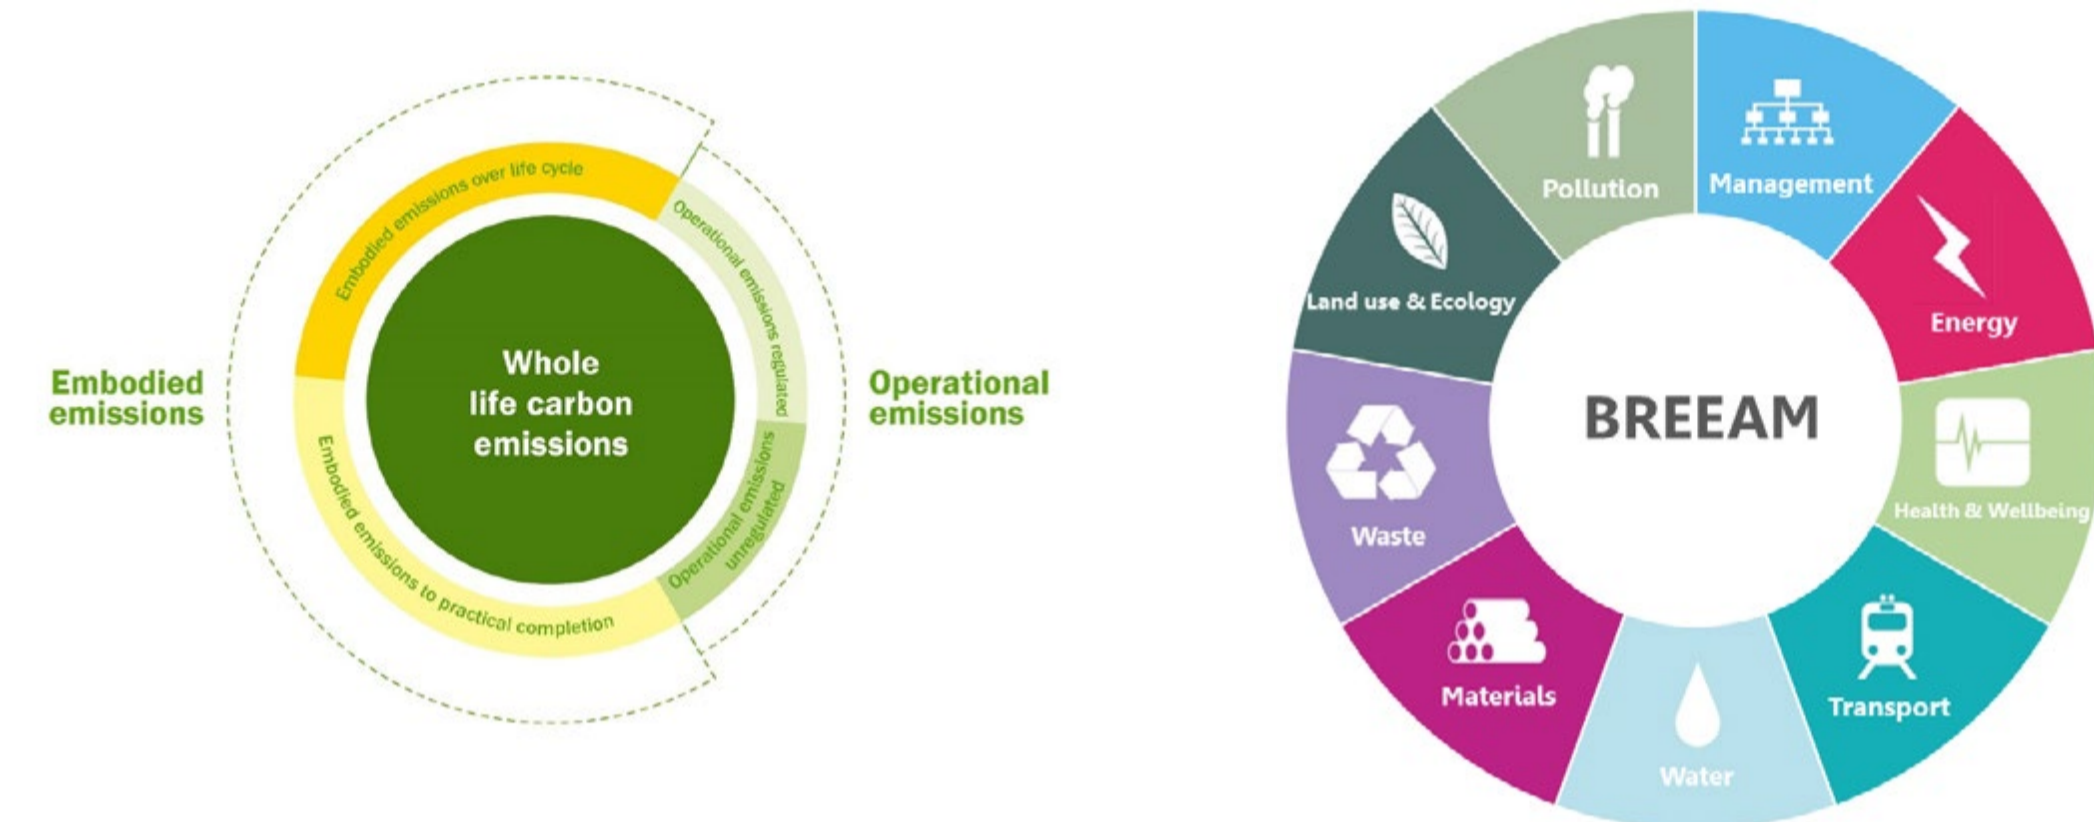 Embodied emissions over life cycle
Operational emissions regulated
Operational emissions
unregulated
Embodied emissions to practical completion
Whole
life carbon
emissions
Embodied
emissions
Operational
emissions
BREEAM
Management
Energy
Health & Wellbeing
Transport
Water
Materials
Waste
Land use & Ecology
Pollution